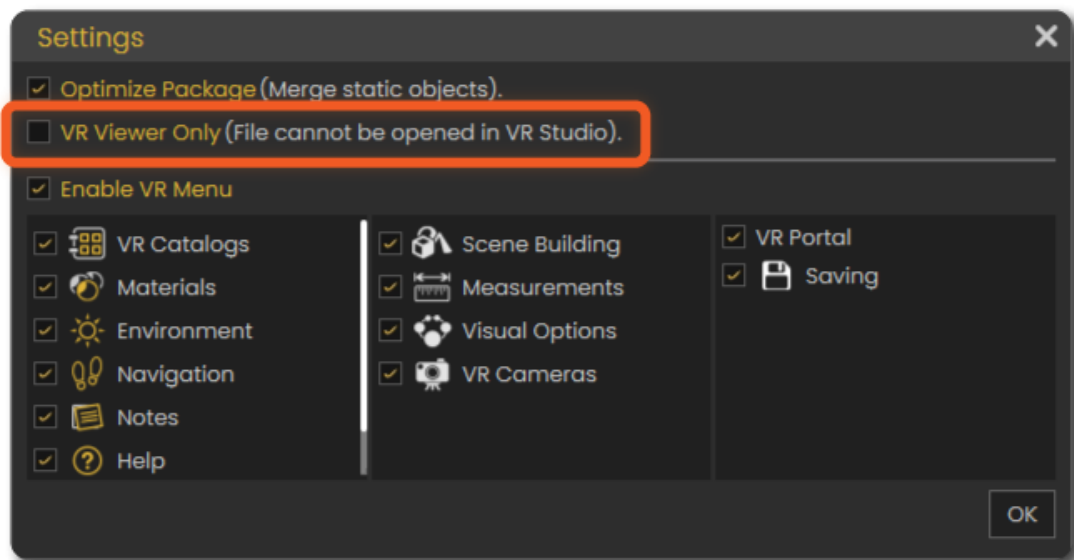 Settings
Optimize Package (Merge static objects).
VR Viewer Only (File cannot be opened in VR Studio).
Enable VR Menu
VR Catalogs
Materials
Environment
Navigation
Notes
Help
Scene Building
Measurements
Visual Options
VR Cameras
VR Portal
Saving
OK